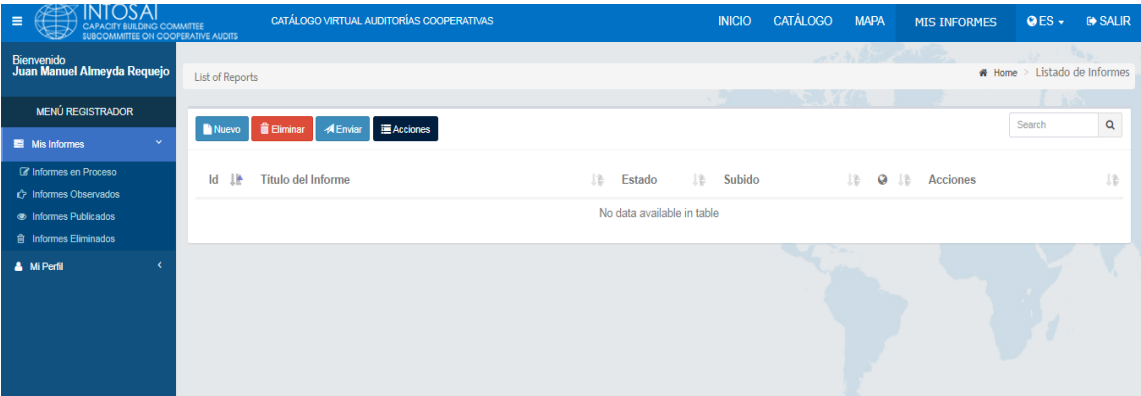 INTOSAI
CAPACITY BUILDING COMMITTEE
SUBCOMMITTEE ON COOPERATIVE AUDITS
CATÁLOGO VIRTUAL AUDITORÍAS COOPERATIVAS
INICIO CATÁLOGO MAPA MIS INFORMES ES SALIR
Bienvenido
Juan Manuel Almeyda Requejo
MENÚ REGISTRADOR
Mis Informes
Informes en Proceso
Informes Observados
Informes Publicados
Informes Eliminados
Mi Perfil
List of Reports
Home > Listado de Informes
Nuevo Eliminar Enviar Acciones
Search
Id Título del Informe Estado Subido Acciones
No data available in table